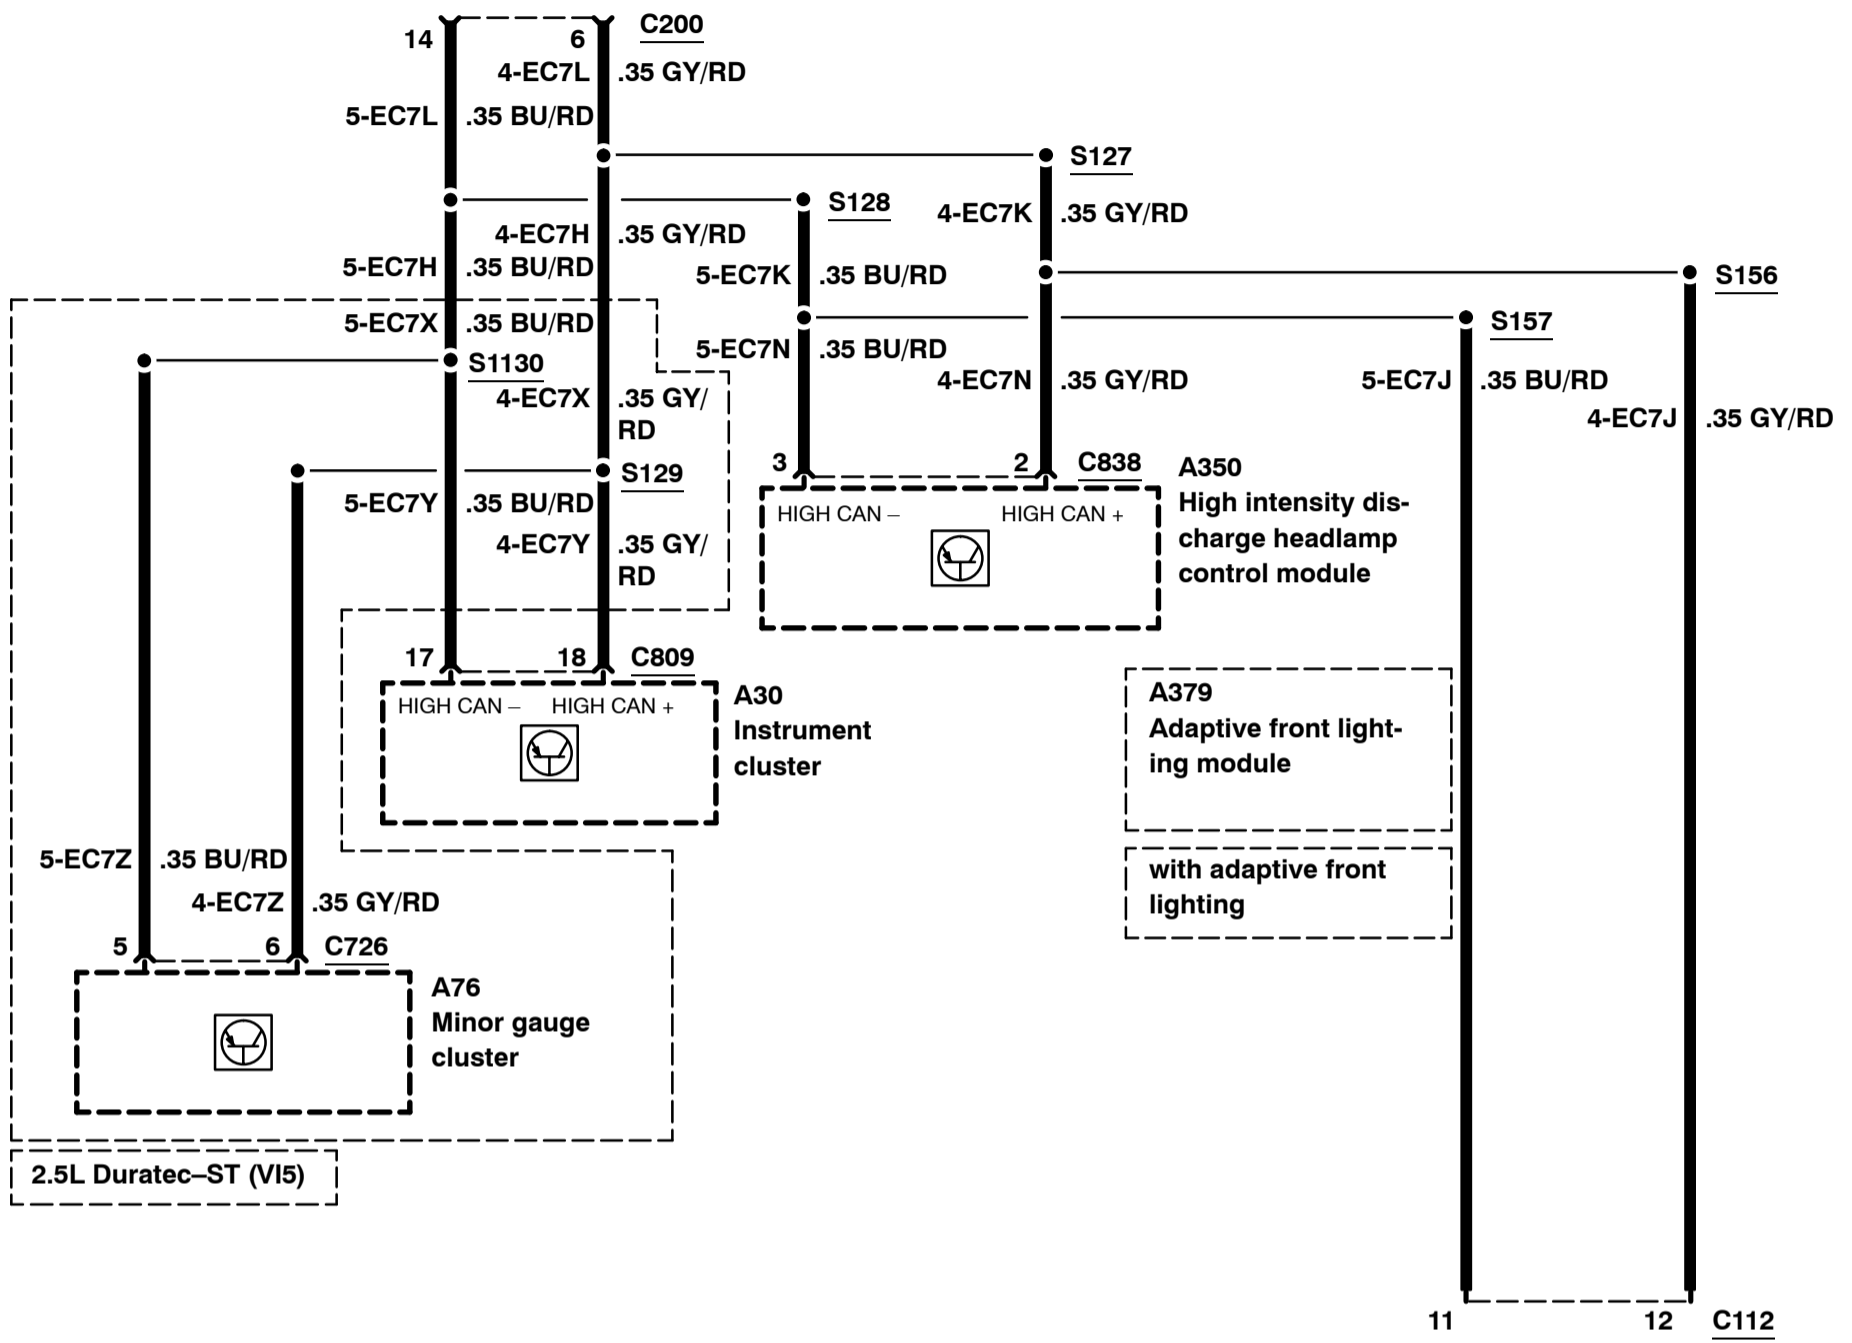 14
6
C200
4-EC7L .35 GY/RD
5-EC7L .35 BU/RD
S127
S128
4-EC7K .35 GY/RD
4-EC7H .35 GY/RD
5-EC7H .35 BU/RD
5-EC7K .35 BU/RD
S156
5-EC7X .35 BU/RD
S157
5-EC7N .35 BU/RD
S1130
4-EC7N .35 GY/RD
5-EC7J .35 BU/RD
4-EC7X .35 GY/
RD
4-EC7J .35 GY/RD
S129
3
2
C838
A350
High intensity dis-
charge headlamp
control module
HIGH CAN –
HIGH CAN +
5-EC7Y .35 BU/RD
4-EC7Y .35 GY/
RD
17
18
C809
HIGH CAN –
HIGH CAN +
A30
Instrument
cluster
A379
Adaptive front light-
ing module
with adaptive front
lighting
5-EC7Z .35 BU/RD
4-EC7Z .35 GY/RD
5
6
C726
A76
Minor gauge
cluster
2.5L Duratec–ST (VI5)
11
12
C112